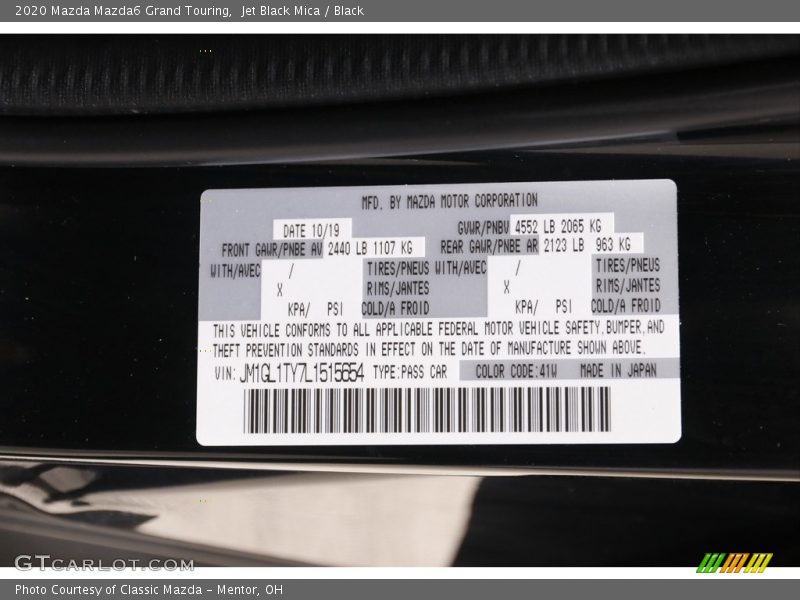 2020 Mazda Mazda6 Grand Touring, Jet Black Mica / Black
MFD. BY MAZDA MOTOR CORPORATION
DATE 10/19 GVWR/PNBV 4552 LB 2065 KG
FRONT GAWR/PNBE AV 2440 LB 1107 KG REAR GAWR/PNBE AR 2123 LB 963 KG
WITH/AVEC / TIRES/PNEUS WITH/AVEC / TIRES/PNEUS
X RIMS/JANTES X RIMS/JANTES
KPA/ PSI COLD/A FROID KPA/ PSI COLD/A FROID
THIS VEHICLE CONFORMS TO ALL APPLICABLE FEDERAL MOTOR VEHICLE SAFETY, BUMPER, AND
THEFT PREVENTION STANDARDS IN EFFECT ON THE DATE OF MANUFACTURE SHOWN ABOVE.
VIN: JM1GL1TY7L1515654 TYPE:PASS CAR COLOR CODE:41W MADE IN JAPAN
GTCARLOT.COM
Photo Courtesy of Classic Mazda - Mentor, OH